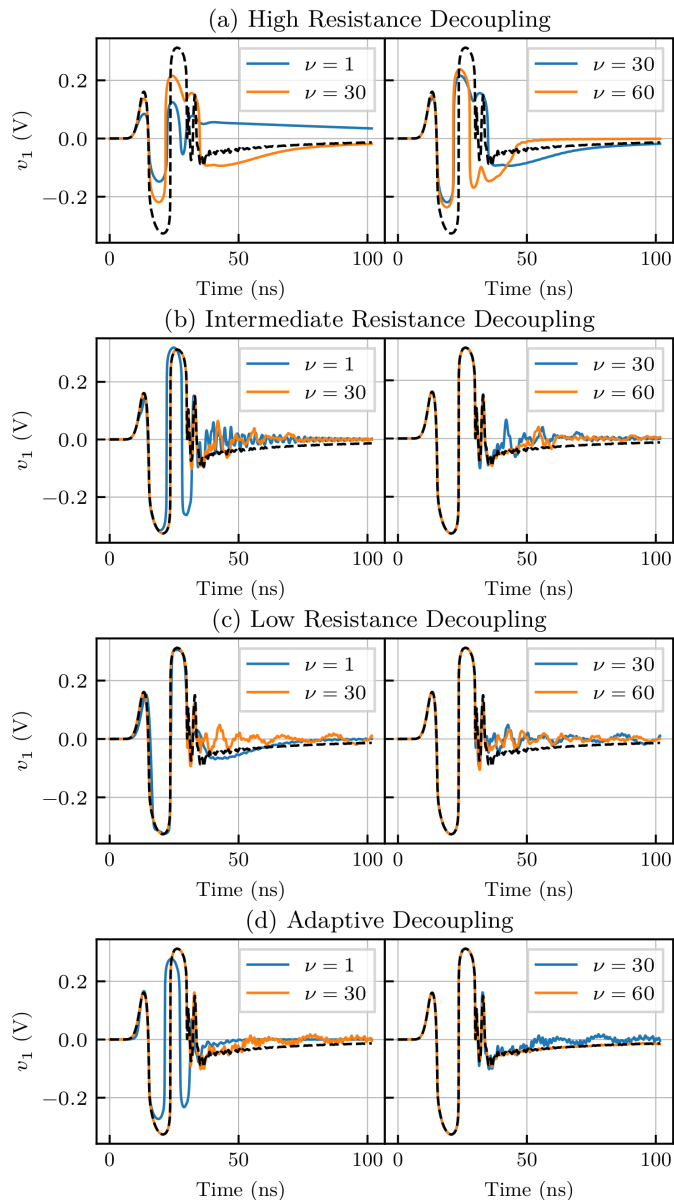 (a) High Resistance Decoupling
v₁ (V)
0.2
0.0
−0.2
ν = 1
ν = 30
ν = 30
ν = 60
0 50 100 0 50 100
Time (ns) Time (ns)
(b) Intermediate Resistance Decoupling
v₁ (V)
0.2
0.0
−0.2
ν = 1
ν = 30
ν = 30
ν = 60
0 50 100 0 50 100
Time (ns) Time (ns)
(c) Low Resistance Decoupling
v₁ (V)
0.2
0.0
−0.2
ν = 1
ν = 30
ν = 30
ν = 60
0 50 100 0 50 100
Time (ns) Time (ns)
(d) Adaptive Decoupling
v₁ (V)
0.2
0.0
−0.2
ν = 1
ν = 30
ν = 30
ν = 60
0 50 100 0 50 100
Time (ns) Time (ns)